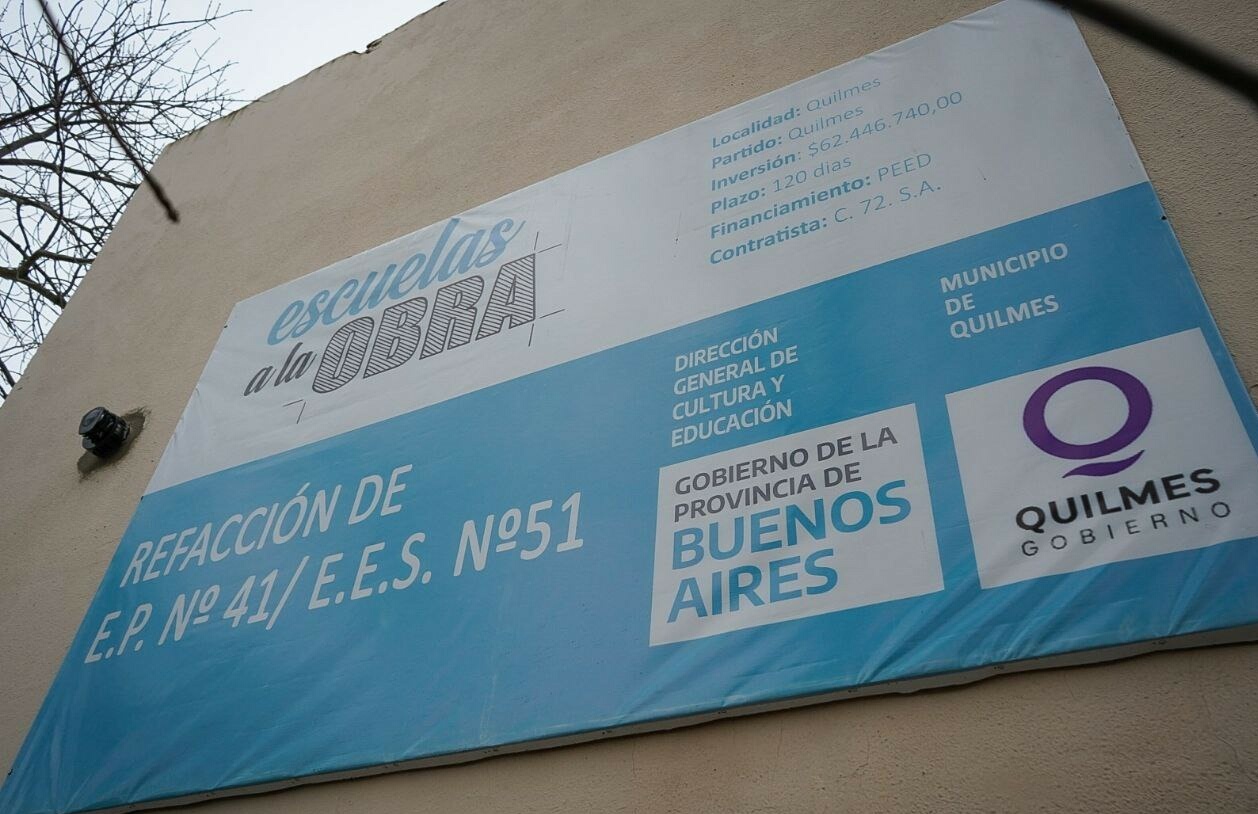 escuelas
a la OBRA
Localidad: Quilmes
Partido: Quilmes
Inversión: $62.446.740,00
Plazo: 120 dias
Financiamiento: PEED
Contratista: C. 72. S.A.
REFACCIÓN DE
E.P. Nº 41/ E.E.S. Nº51
DIRECCIÓN
GENERAL DE
CULTURA Y
EDUCACIÓN
GOBIERNO DE LA
PROVINCIA DE
BUENOS
AIRES
MUNICIPIO
DE
QUILMES
Q
QUILMES
GOBIERNO